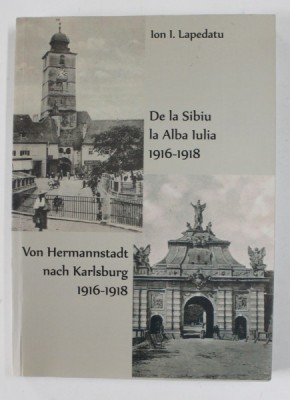 Ion I. Lapedatu
De la Sibiu
la Alba Iulia
1916-1918
Von Hermannstadt
nach Karlsburg
1916-1918